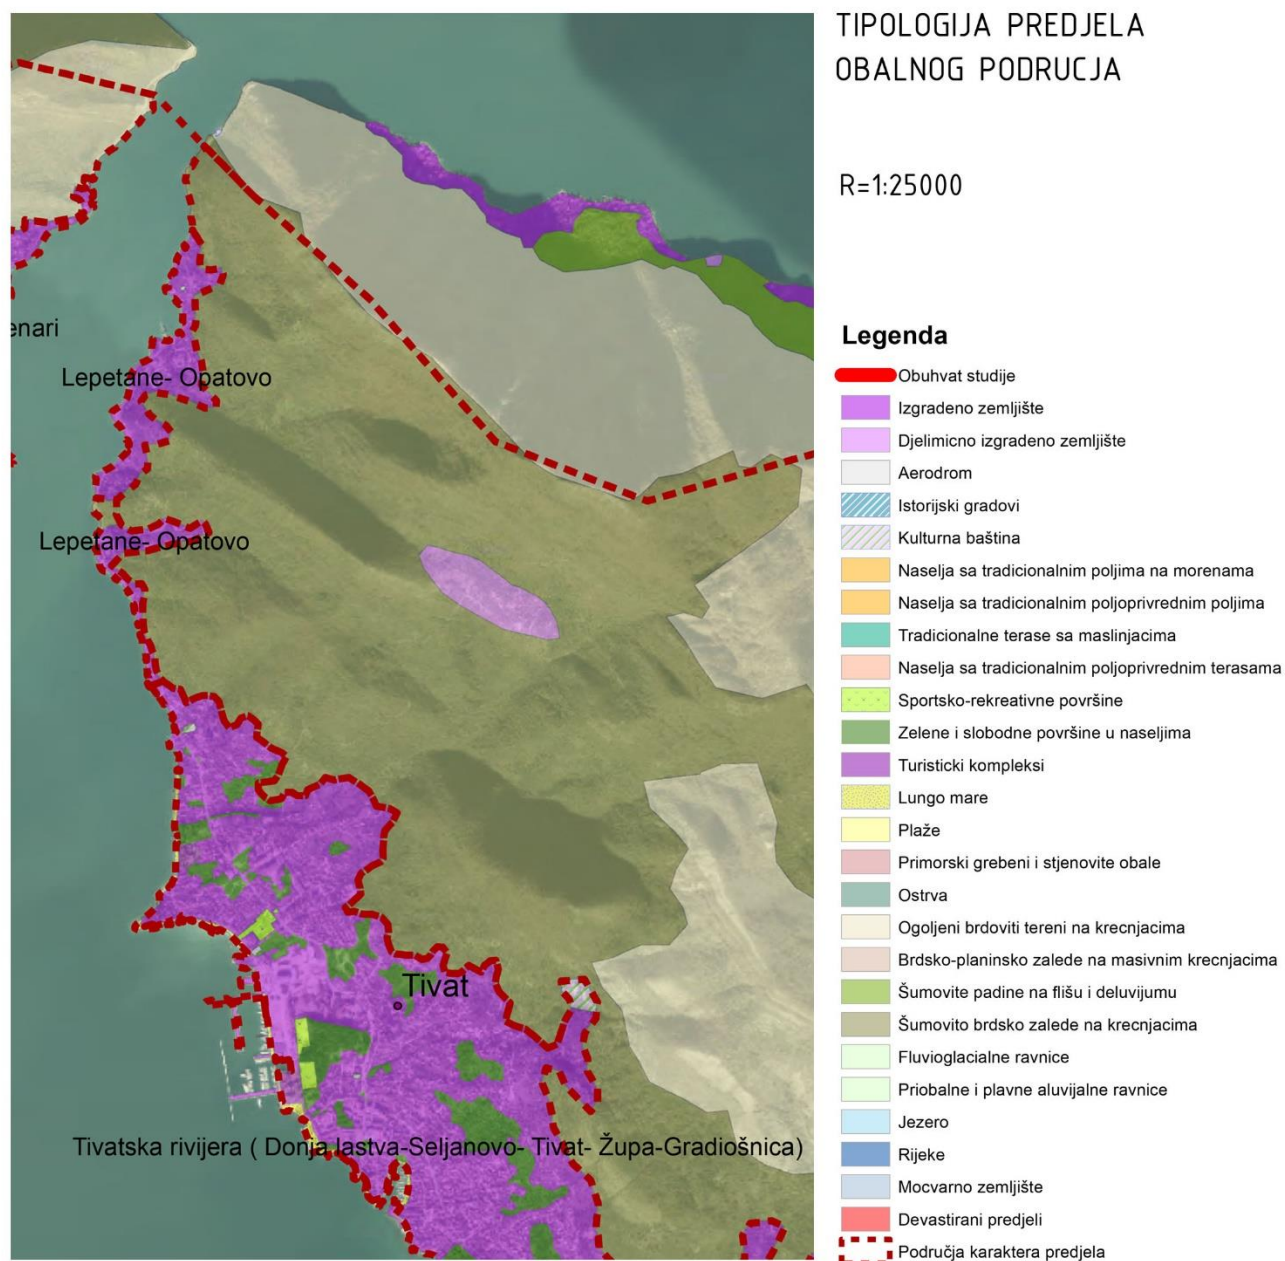 TIPOLOGIJA PREDJELA
OBALNOG PODRUCJA
R=1:25000
enari
Lepetane- Opatovo
Lepetane- Opatovo
Tivat
Tivatska rivijera ( Donja lastva-Seljanovo- Tivat- Župa-Gradiošnica)
Legenda
Obuhvat studije
Izgradeno zemljište
Djelimicno izgradeno zemljište
Aerodrom
Istorijski gradovi
Kulturna baština
Naselja sa tradicionalnim poljima na morenama
Naselja sa tradicionalnim poljoprivrednim poljima
Tradicionalne terase sa maslinjacima
Naselja sa tradicionalnim poljoprivrednim terasama
Sportsko-rekreativne površine
Zelene i slobodne površine u naseljima
Turisticki kompleksi
Lungo mare
Plaže
Primorski grebeni i stjenovite obale
Ostrva
Ogoljeni brdoviti tereni na krecnjacima
Brdsko-planinsko zalede na masivnim krecnjacima
Šumovite padine na flišu i deluvijumu
Šumovito brdsko zalede na krecnjacima
Fluvioglacialne ravnice
Priobalne i plavne aluvijalne ravnice
Jezero
Rijeke
Mocvarno zemljište
Devastirani predjeli
Područja karaktera predjela